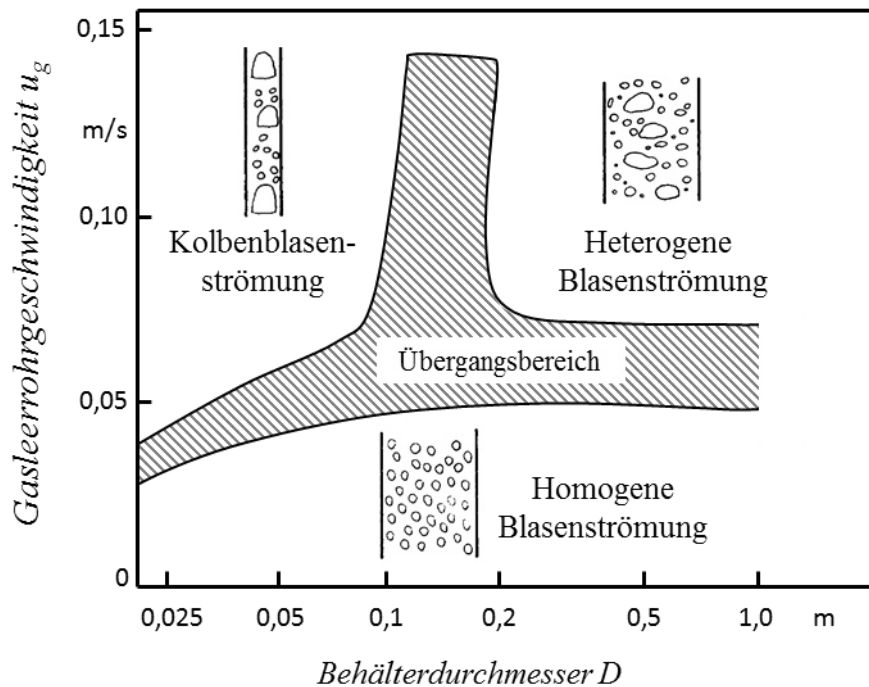 0,15
Gasleerrohrgeschwindigkeit u_g
m/s
0,10
0,05
0
Kolbenblasen-
strömung
Heterogene
Blasenströmung
Übergangsbereich
Homogene
Blasenströmung
0,025 0,05 0,1 0,2 0,5 1,0 m
Behälterdurchmesser D